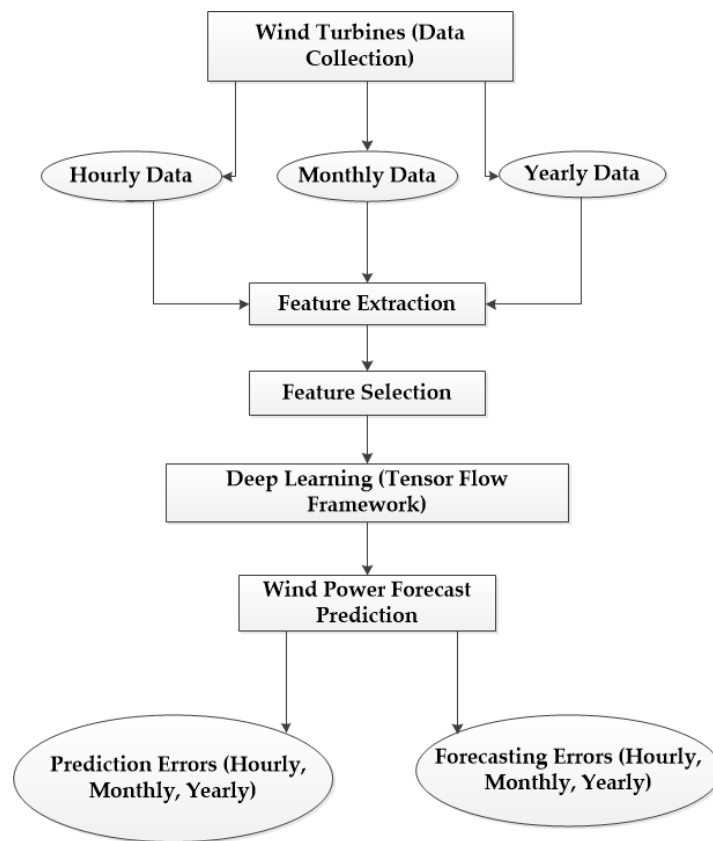 Wind Turbines (Data
Collection)
Hourly Data
Monthly Data
Yearly Data
Feature Extraction
Feature Selection
Deep Learning (Tensor Flow
Framework)
Wind Power Forecast
Prediction
Prediction Errors (Hourly,
Monthly, Yearly)
Forecasting Errors (Hourly,
Monthly, Yearly)